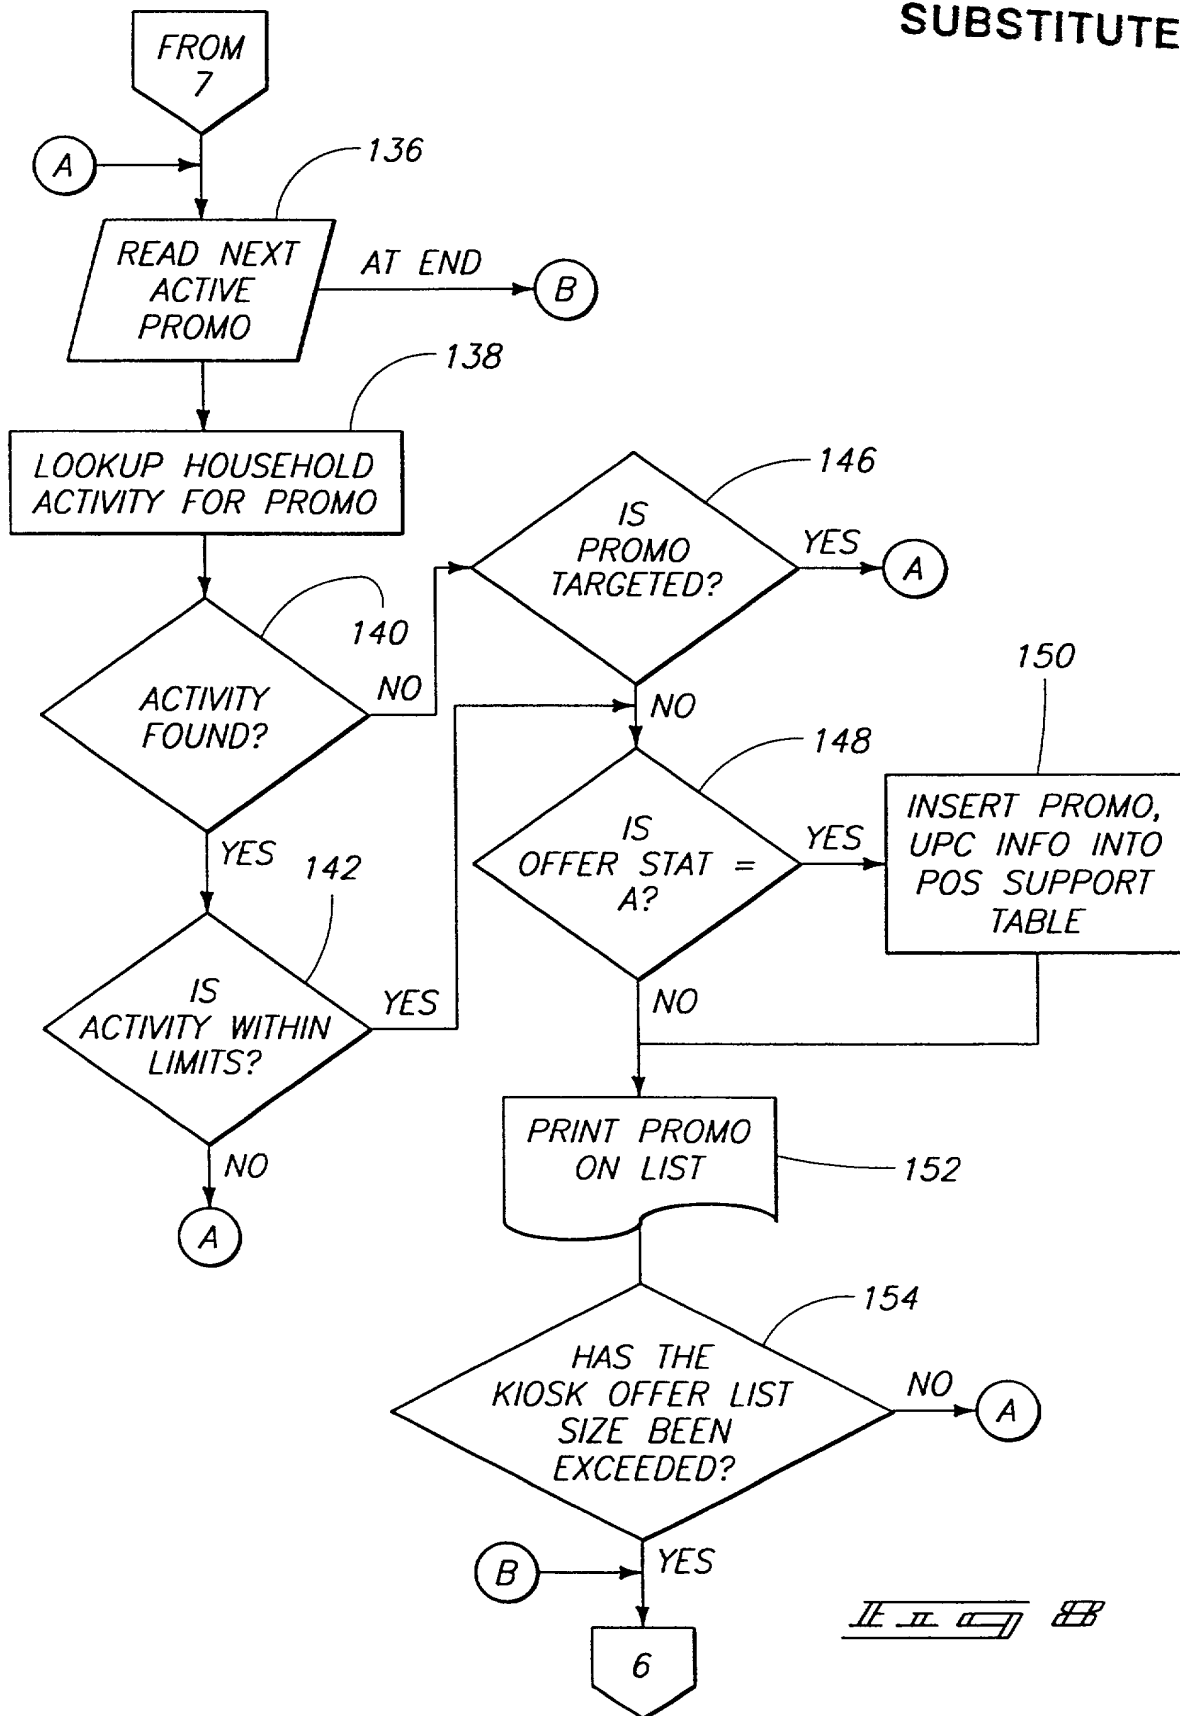 SUBSTITUTE
FROM
7
A
136
READ NEXT
ACTIVE
PROMO
AT END
B
138
LOOKUP HOUSEHOLD
ACTIVITY FOR PROMO
140
ACTIVITY
FOUND?
NO
YES
146
IS
PROMO
TARGETED?
YES
A
NO
142
IS
ACTIVITY WITHIN
LIMITS?
YES
NO
A
148
IS
OFFER STAT =
A?
YES
NO
150
INSERT PROMO,
UPC INFO INTO
POS SUPPORT
TABLE
PRINT PROMO
ON LIST
152
154
HAS THE
KIOSK OFFER LIST
SIZE BEEN
EXCEEDED?
NO
A
B
YES
6
Fig 8